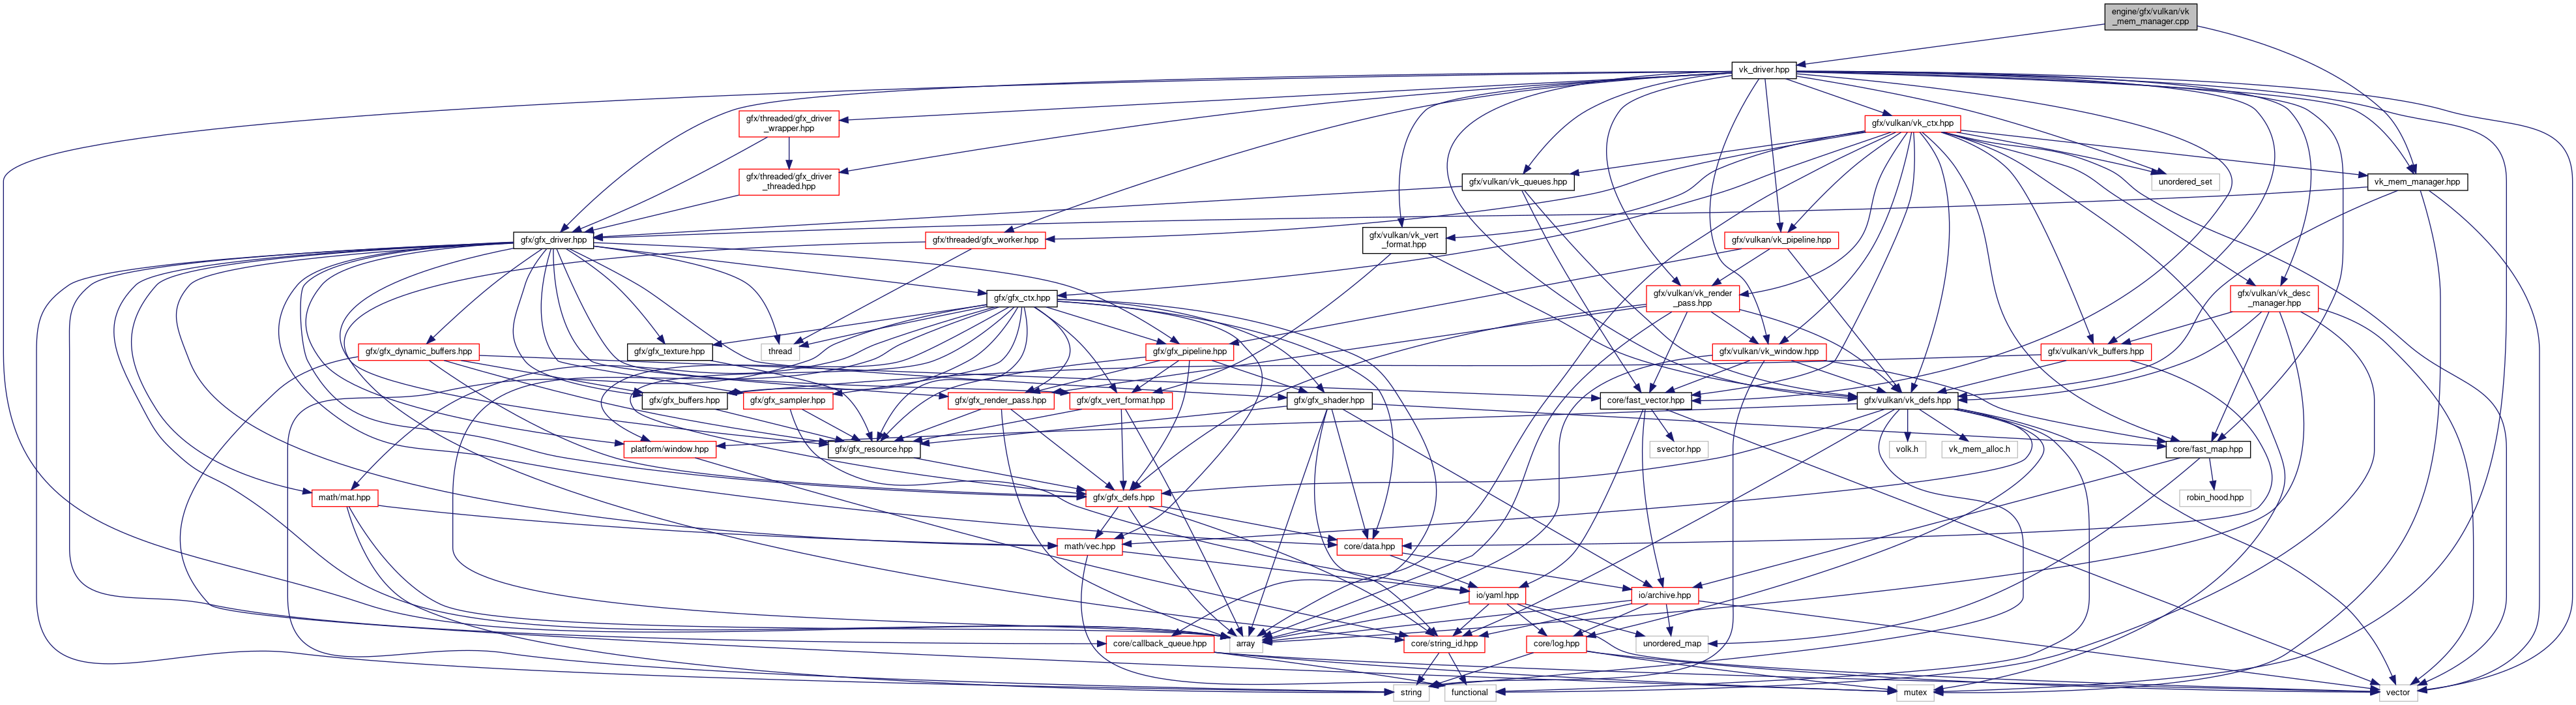 engine/gfx/vulkan/vk
_mem_manager.cpp
vk_driver.hpp
gfx/threaded/gfx_driver
_wrapper.hpp
gfx/vulkan/vk_ctx.hpp
gfx/threaded/gfx_driver
_threaded.hpp
gfx/vulkan/vk_queues.hpp
unordered_set
vk_mem_manager.hpp
gfx/gfx_driver.hpp
gfx/threaded/gfx_worker.hpp
gfx/vulkan/vk_vert
_format.hpp
gfx/vulkan/vk_pipeline.hpp
gfx/gfx_ctx.hpp
gfx/vulkan/vk_render
_pass.hpp
gfx/vulkan/vk_desc
_manager.hpp
gfx/gfx_dynamic_buffers.hpp
gfx/gfx_texture.hpp
thread
gfx/gfx_pipeline.hpp
gfx/vulkan/vk_window.hpp
gfx/vulkan/vk_buffers.hpp
gfx/gfx_buffers.hpp
gfx/gfx_sampler.hpp
gfx/gfx_render_pass.hpp
gfx/gfx_vert_format.hpp
gfx/gfx_shader.hpp
core/fast_vector.hpp
gfx/vulkan/vk_defs.hpp
platform/window.hpp
gfx/gfx_resource.hpp
svector.hpp
volk.h
vk_mem_alloc.h
core/fast_map.hpp
math/mat.hpp
gfx/gfx_defs.hpp
robin_hood.hpp
math/vec.hpp
core/data.hpp
io/yaml.hpp
io/archive.hpp
core/callback_queue.hpp
array
core/string_id.hpp
core/log.hpp
unordered_map
string
functional
mutex
vector